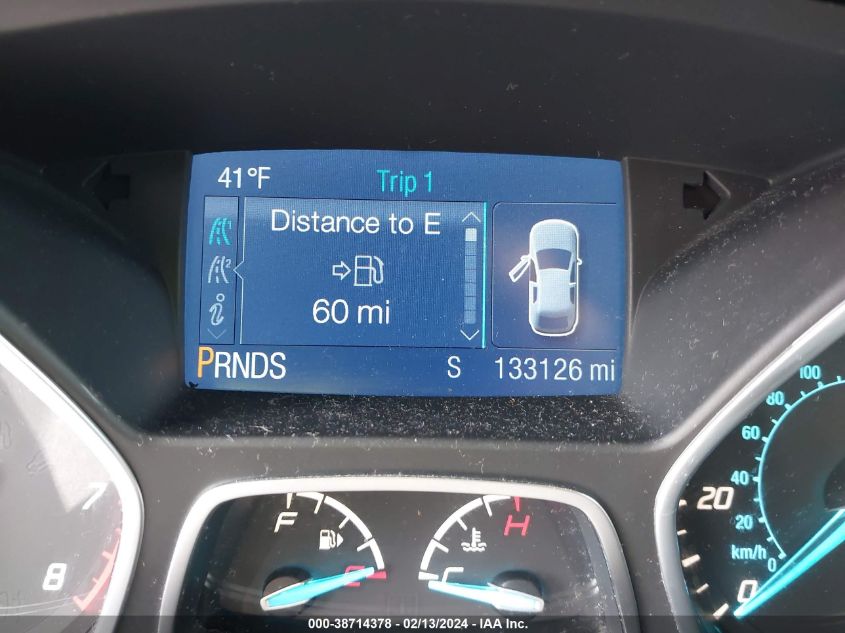 41°F Trip 1
Distance to E
60 mi
PRNDS S 133126 mi
F H
E C
7
8
100
80
60
40
20 20
km/h 0
0
000-38714378 - 02/13/2024 - IAA Inc.